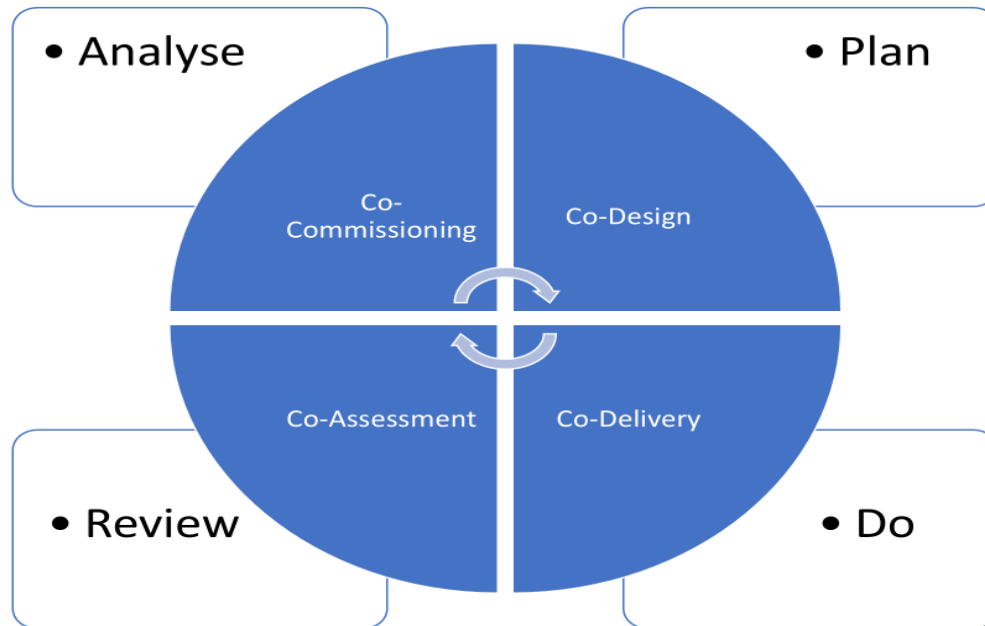 • Analyse
• Plan
Co-
Commissioning
Co-Design
Co-Assessment
Co-Delivery
• Review
• Do